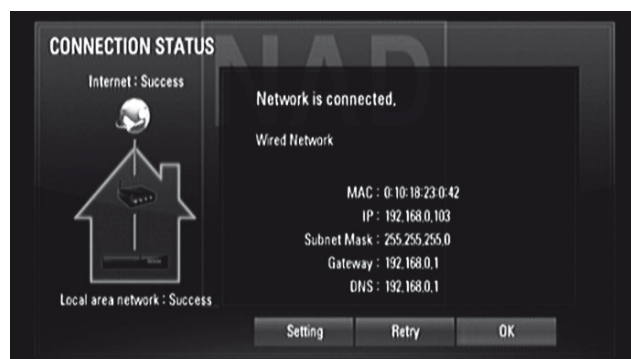 NAD
CONNECTION STATUS
Internet : Success
Network is connected.
Wired Network
MAC : 0:10:18:23:0:42
IP : 192.168.0.103
Subnet Mask : 255.255.255.0
Gateway : 192.168.0.1
DNS : 192.168.0.1
Local area network : Success
Setting
Retry
OK